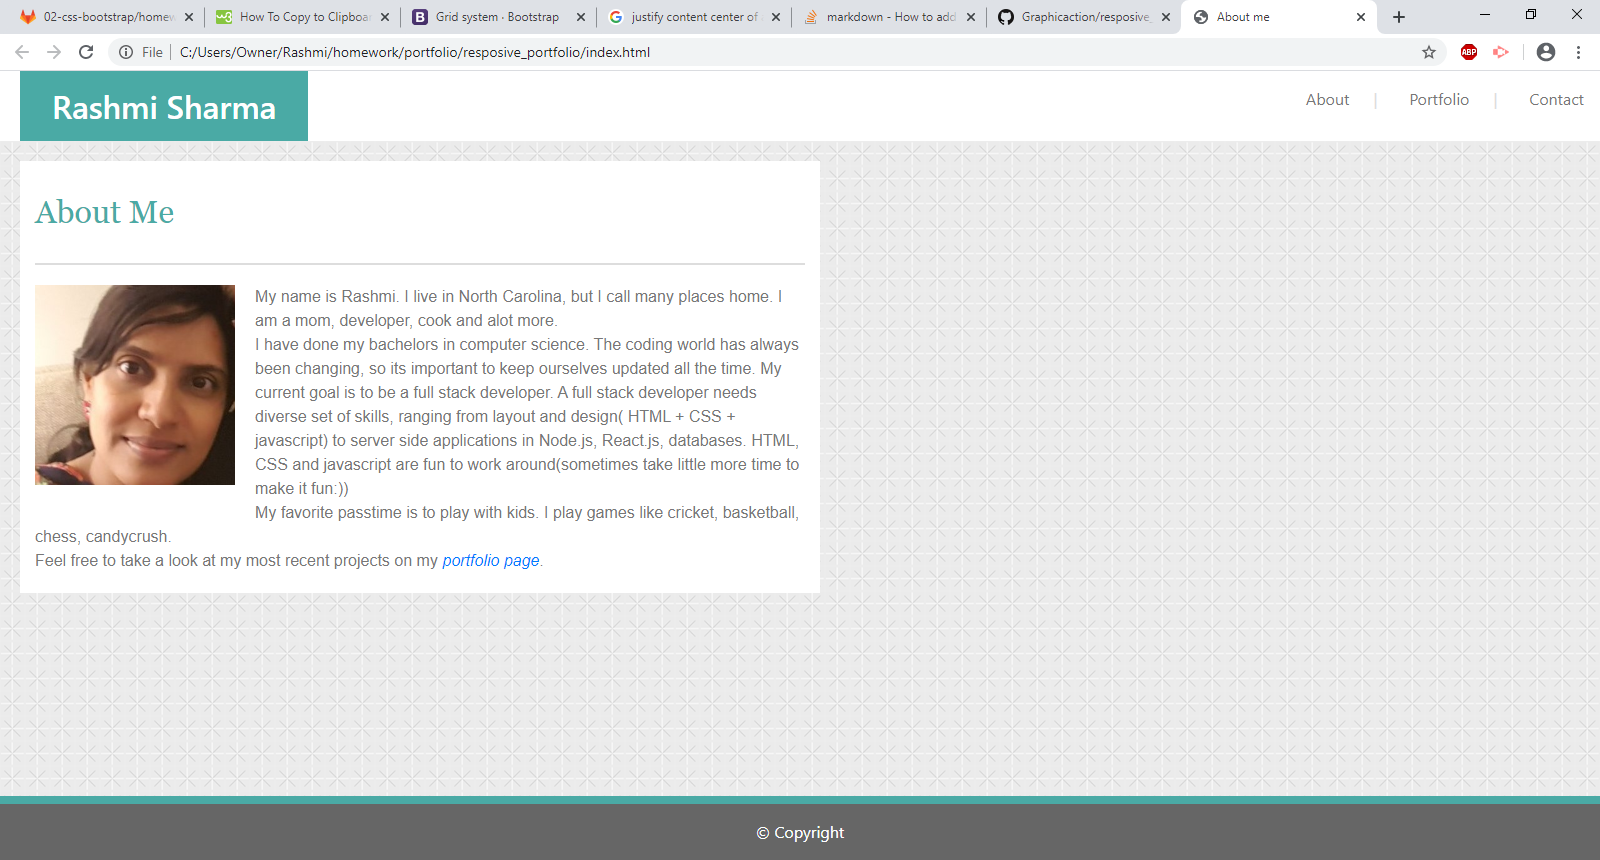 02-css-bootstrap/homew
How To Copy to Clipboar
Grid system · Bootstrap
justify content center of
markdown - How to add
Graphicaction/resposive_
About me
File
C:/Users/Owner/Rashmi/homework/portfolio/resposive_portfolio/index.html
ABP
Rashmi Sharma
About | Portfolio | Contact
About Me
My name is Rashmi. I live in North Carolina, but I call many places home. I
am a mom, developer, cook and alot more.
I have done my bachelors in computer science. The coding world has always
been changing, so its important to keep ourselves updated all the time. My
current goal is to be a full stack developer. A full stack developer needs
diverse set of skills, ranging from layout and design( HTML + CSS +
javascript) to server side applications in Node.js, React.js, databases. HTML,
CSS and javascript are fun to work around(sometimes take little more time to
make it fun:))
My favorite passtime is to play with kids. I play games like cricket, basketball,
chess, candycrush.
Feel free to take a look at my most recent projects on my portfolio page.
© Copyright